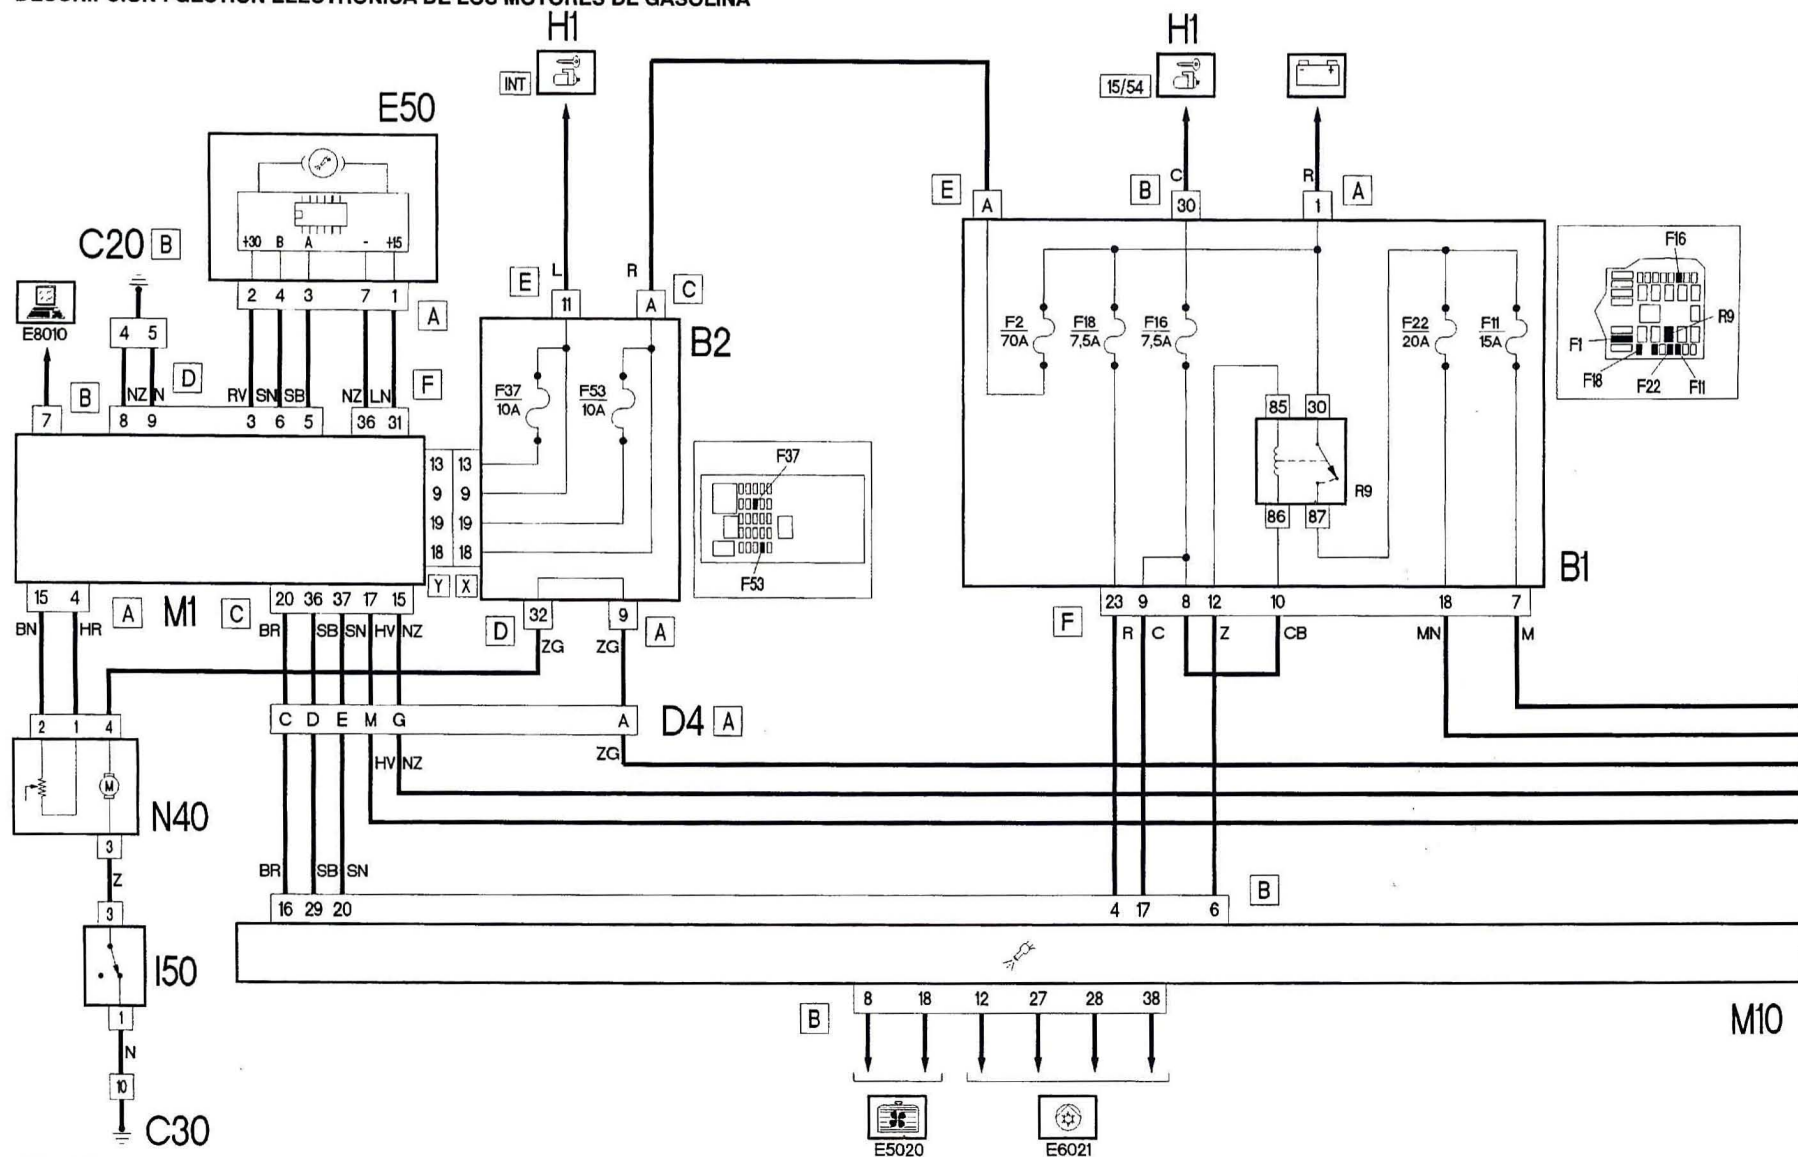 DESCRIPCION : GESTION ELECTRONICA DE LOS MOTORES DE GASOLINA
H1
INT
H1
15/54
- +
E50
+30 B A - +15
2 4 3 7 1
A
C20 B
4 5
D
E8010
B
NZ N
RV SN SB
NZ LN
F
7
8 9
3 6 5
36 31
E
L
11
R
A
C
B2
F37
10A
F53
10A
13 13
9 9
19 19
18 18
Y X
F37
F53
E
A
B
C
30
R
1
A
F2
70A
F18
7,5A
F16
7,5A
F22
20A
F11
15A
85 30
R9
86 87
B1
F16
R9
F1
F18
F22
F11
15 4
A
M1
C
20 36 37 17 15
BN HR
BR SB SN HV NZ
D
32
ZG
9
ZG
A
F
23 9 8 12 10 18 7
R C Z CB MN M
C D E M G A
D4 A
HV NZ
ZG
2 1 4
M
N40
3
Z
3
I50
1
N
10
C30
BR SB SN
16 29 20 4 17 6
B
M10
B
8 18 12 27 28 38
E5020
E6021